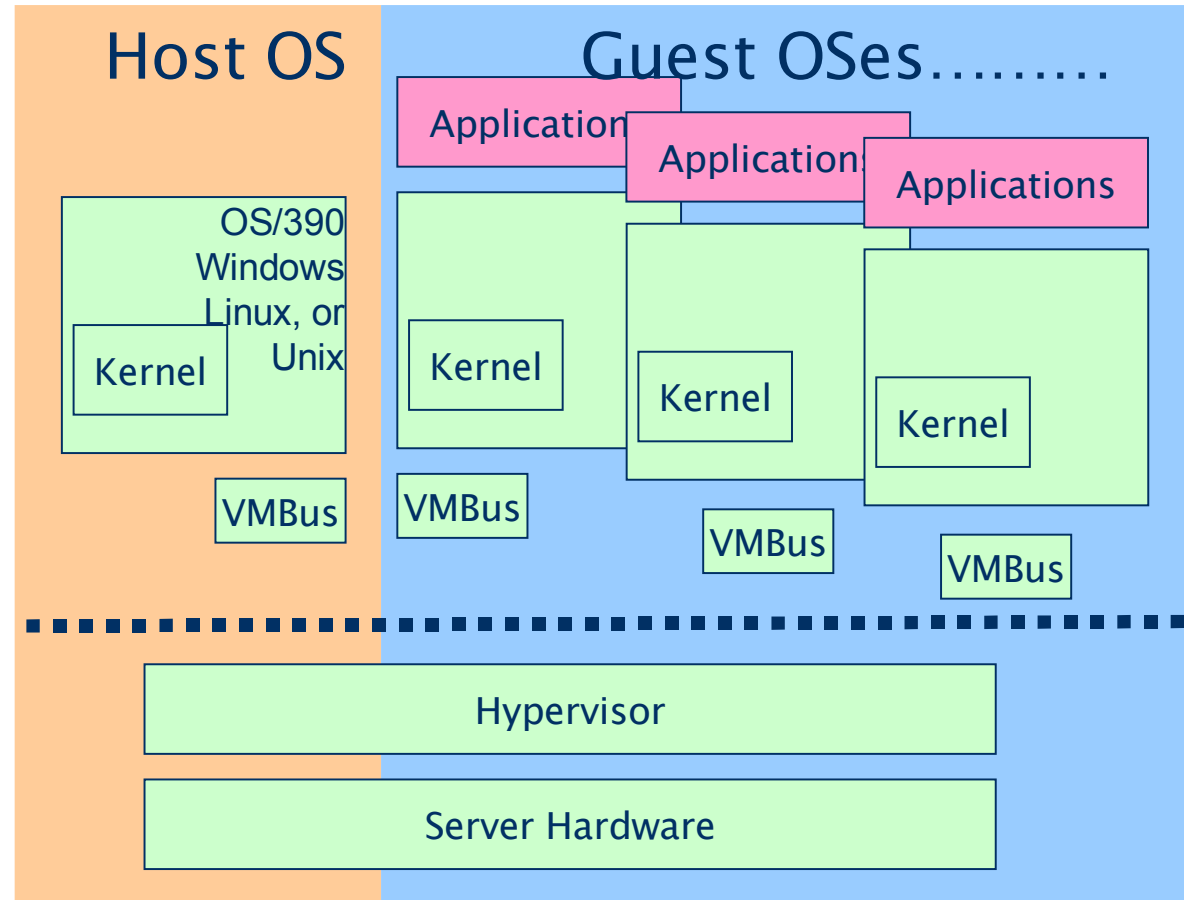 Host OS
Guest OSes.........
Application
Applications
Applications
OS/390
Windows
Linux, or
Unix
Kernel
Kernel
Kernel
Kernel
VMBus
VMBus
VMBus
VMBus
Hypervisor
Server Hardware